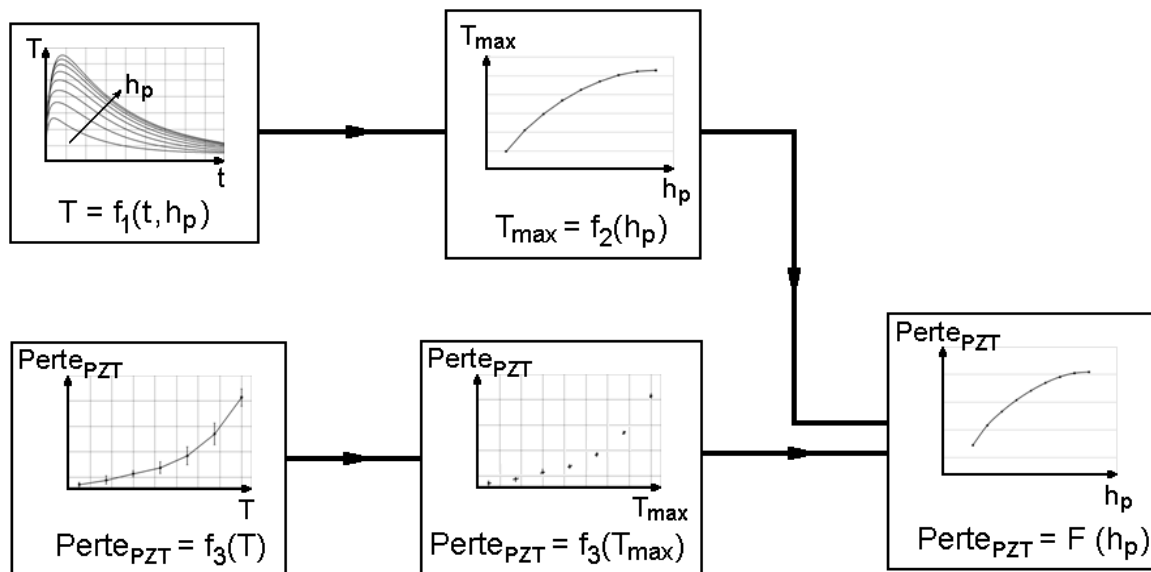 T
h_p
t
T = f_1(t, h_p)
T_max
h_p
T_max = f_2(h_p)
Perte_PZT
T
Perte_PZT = f_3(T)
Perte_PZT
T_max
Perte_PZT = f_3(T_max)
Perte_PZT
h_p
Perte_PZT = F (h_p)